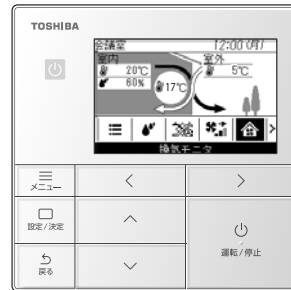 TOSHIBA
会議室 12:00(月)
室内 室外
20℃ 5℃
60%
17℃
換気モニタ
メニュー
設定/決定
戻る
運転/停止